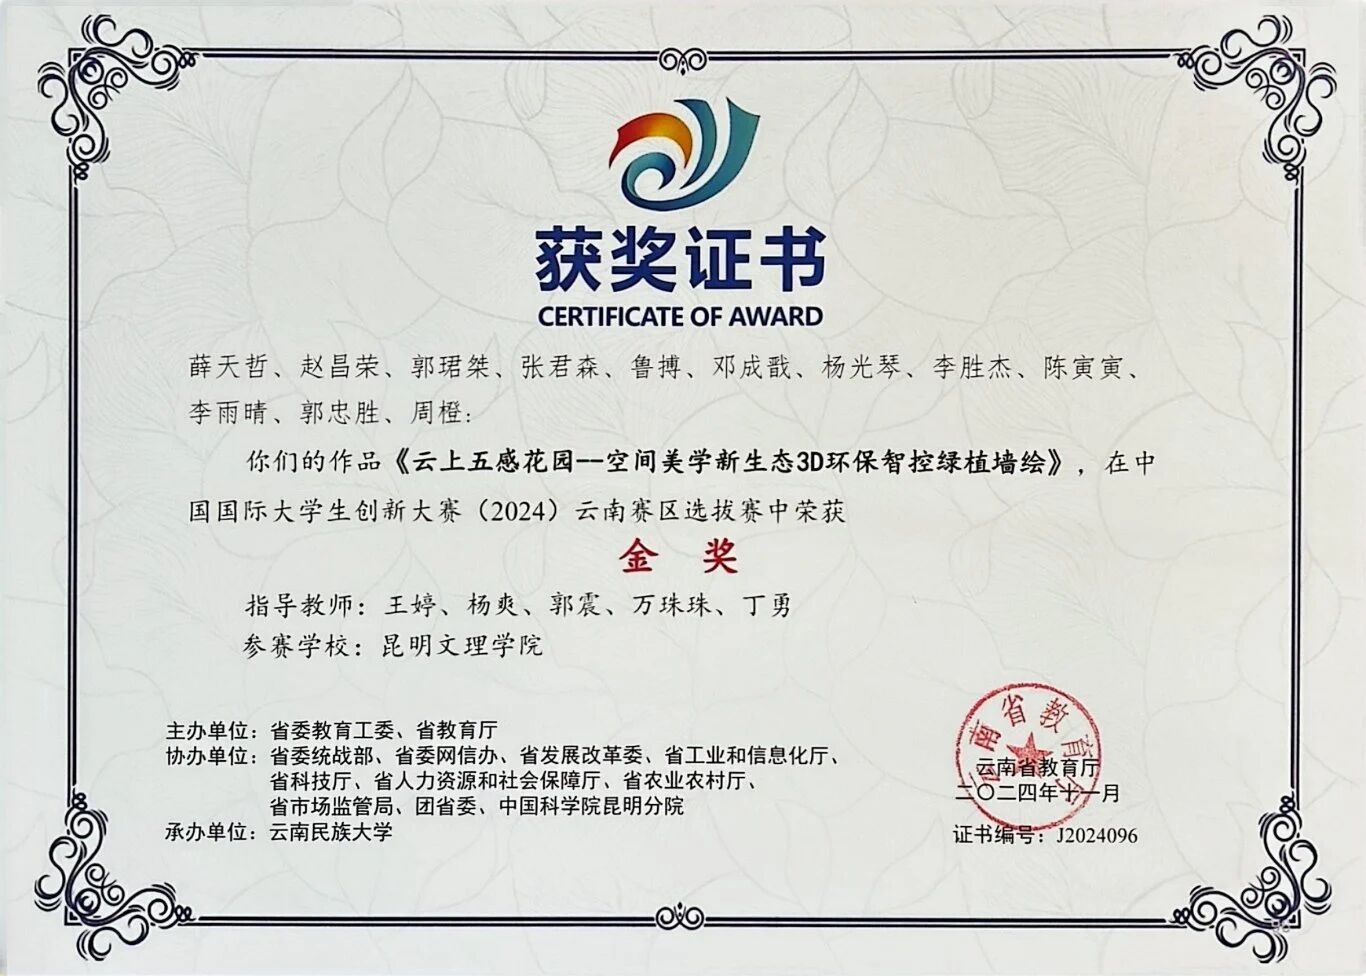 获奖证书
CERTIFICATE OF AWARD
薛天哲、赵昌荣、郭珺桀、张君森、鲁搏、邓成戬、杨光琴、李胜杰、陈寅寅、
李雨晴、郭忠胜、周橙:
你们的作品《云上五感花园--空间美学新生态3D环保智控绿植墙绘》，在中
国国际大学生创新大赛（2024）云南赛区选拔赛中荣获
金 奖
指导教师：王婷、杨爽、郭震、万珠珠、丁勇
参赛学校：昆明文理学院
主办单位：省委教育工委、省教育厅
协办单位：省委统战部、省委网信办、省发展改革委、省工业和信息化厅、
省科技厅、省人力资源和社会保障厅、省农业农村厅、
省市场监管局、团省委、中国科学院昆明分院
承办单位：云南民族大学
云南省教育厅
云南省教育厅
二〇二四年十一月
证书编号：J2024096